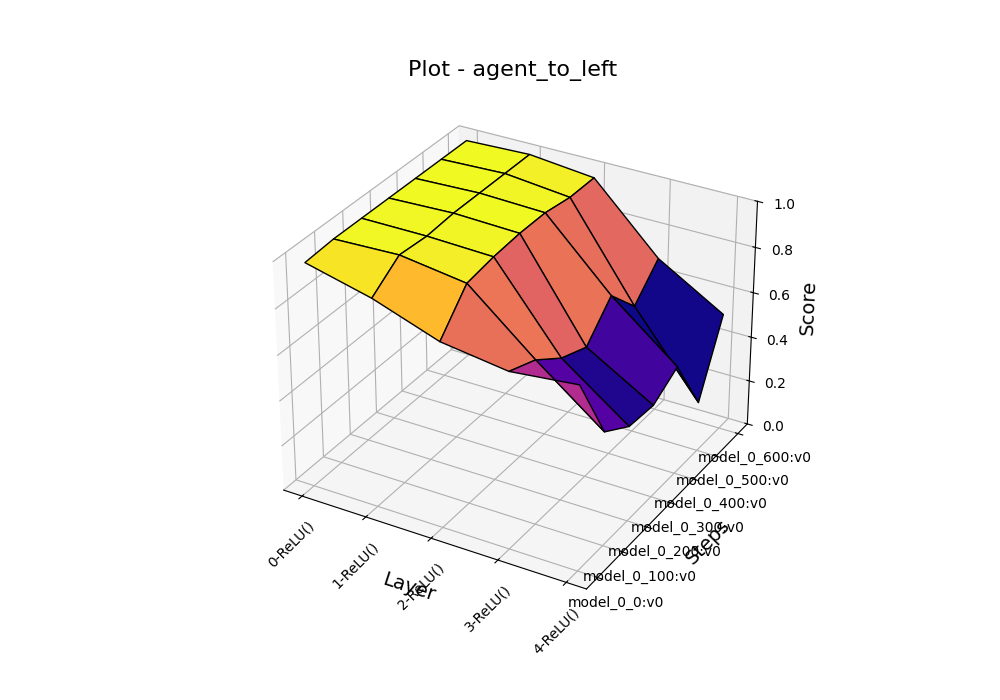 Plot - agent_to_left
1.0
0.8
0.6
0.4
0.2
0.0
Score
model_0_600:v0
model_0_500:v0
model_0_400:v0
model_0_300:v0
model_0_200:v0
model_0_100:v0
model_0_0:v0
Steps
0-ReLU()
1-ReLU()
2-ReLU()
3-ReLU()
4-ReLU()
Layer